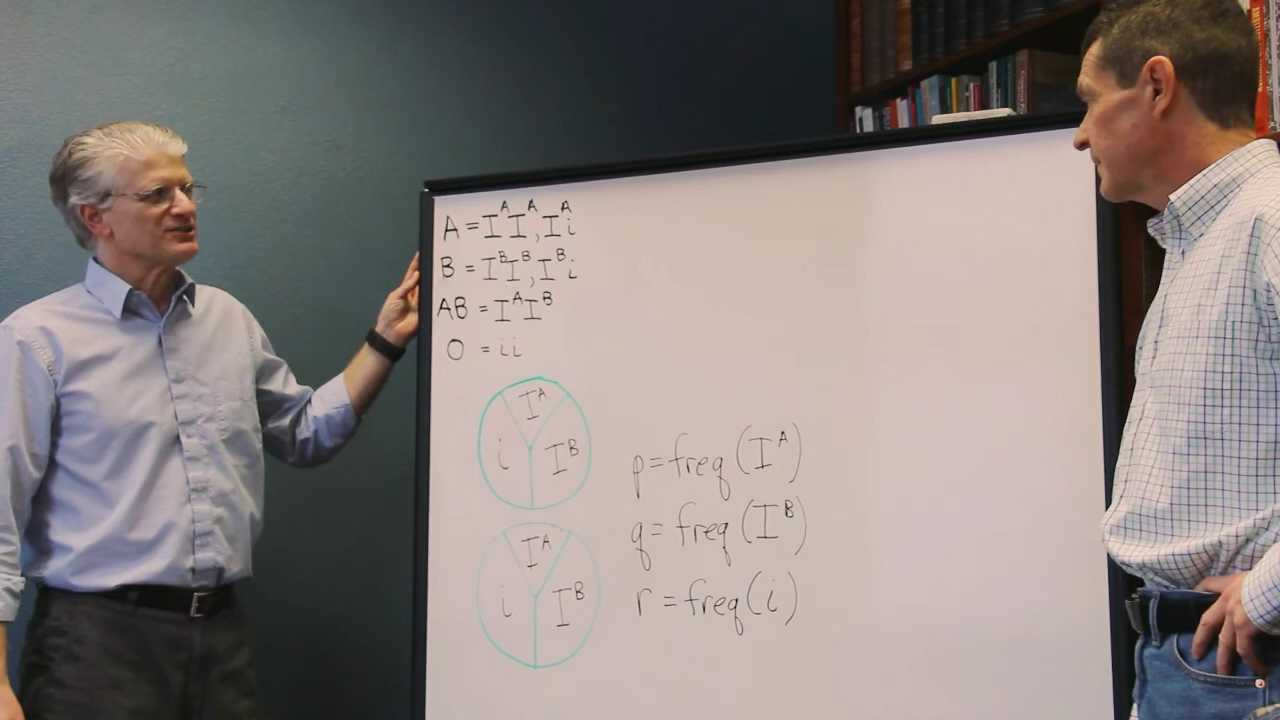 A = IᴬIᴬ, Iᴬi
B = IᴮIᴮ, Iᴮi
AB = IᴬIᴮ
O = ii
Iᴬ
i Iᴮ
Iᴬ
i Iᴮ
p = freq (Iᴬ)
q = freq (Iᴮ)
r = freq (i)